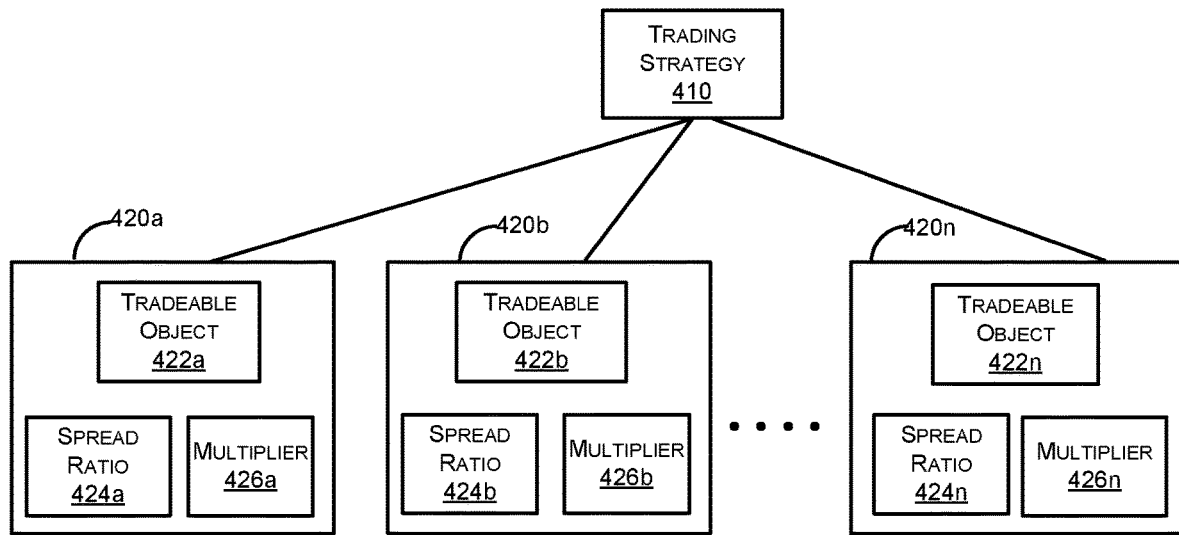 TRADING
STRATEGY
410
420a
420b
420n
TRADEABLE
OBJECT
422a
SPREAD
RATIO
424a
MULTIPLIER
426a
TRADEABLE
OBJECT
422b
SPREAD
RATIO
424b
MULTIPLIER
426b
TRADEABLE
OBJECT
422n
SPREAD
RATIO
424n
MULTIPLIER
426n